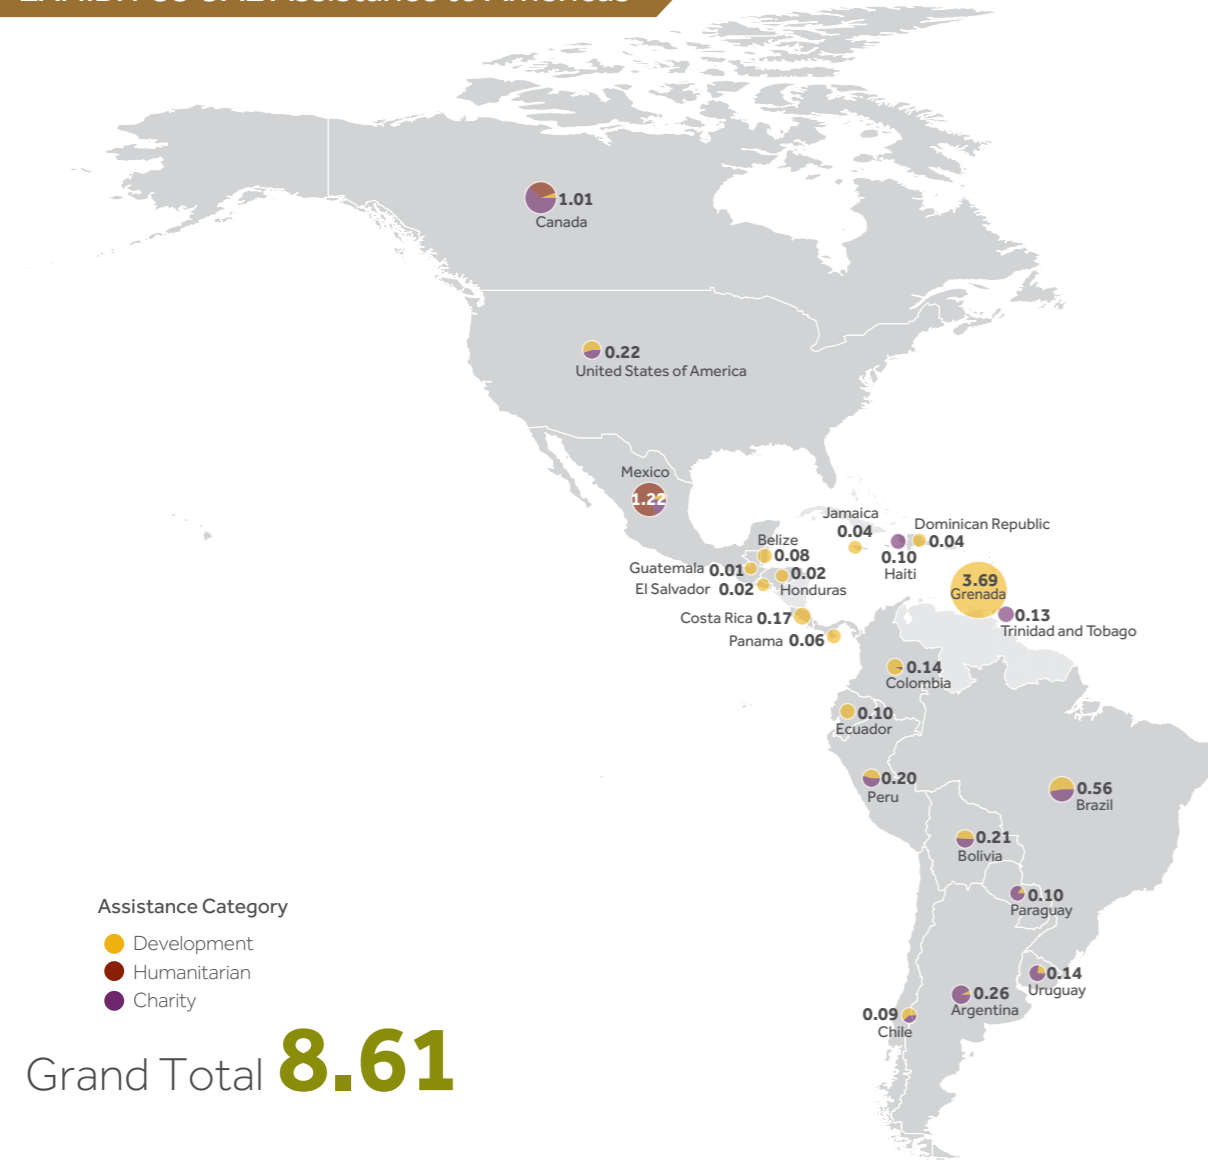 Assistance to Americas
1.01
Canada
0.22
United States of America
Mexico
1.22
Jamaica
0.04
Dominican Republic
0.04
0.10
Haiti
Belize
0.08
Guatemala 0.01
0.02
Honduras
El Salvador 0.02
3.69
Grenada
0.13
Trinidad and Tobago
Costa Rica 0.17
Panama 0.06
0.14
Colombia
0.10
Ecuador
0.20
Peru
0.56
Brazil
0.21
Bolivia
0.10
Paraguay
0.14
Uruguay
0.26
Argentina
0.09
Chile
Assistance Category
Development
Humanitarian
Charity
Grand Total 8.61